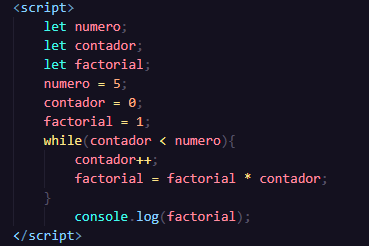 <script>
let numero;
let contador;
let factorial;
numero = 5;
contador = 0;
factorial = 1;
while(contador < numero){
contador++;
factorial = factorial * contador;
}
console.log(factorial);
</script>